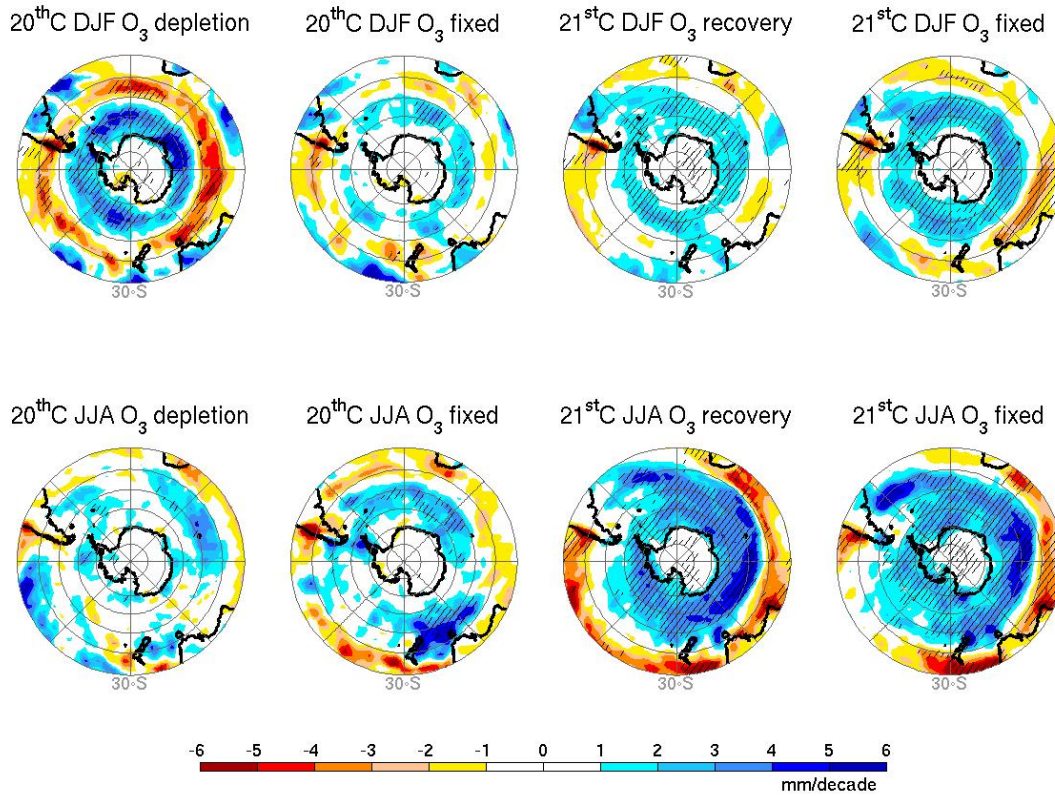 20thC DJF O3 depletion
20thC DJF O3 fixed
21stC DJF O3 recovery
21stC DJF O3 fixed
30°S
30°S
30°S
30°S
20thC JJA O3 depletion
20thC JJA O3 fixed
21stC JJA O3 recovery
21stC JJA O3 fixed
30°S
30°S
30°S
30°S
-6 -5 -4 -3 -2 -1 0 1 2 3 4 5 6
mm/decade